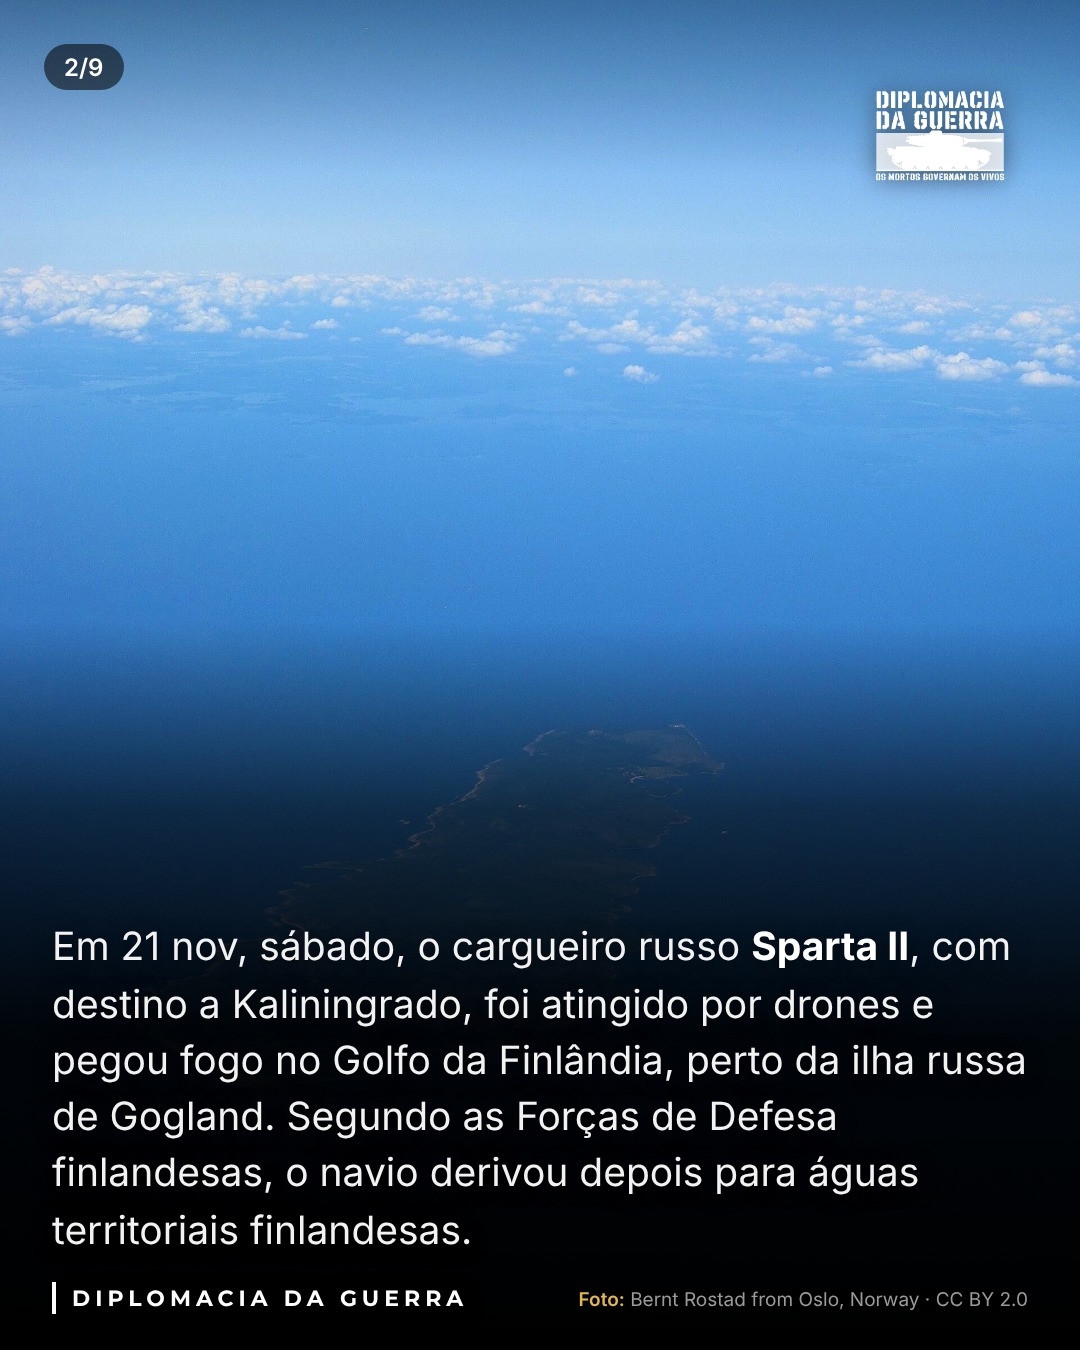 2/9
DIPLOMACIA
DA GUERRA
OS MORTOS GOVERNAM OS VIVOS
Em 21 nov, sábado, o cargueiro russo Sparta II, com
destino a Kaliningrado, foi atingido por drones e
pegou fogo no Golfo da Finlândia, perto da ilha russa
de Gogland. Segundo as Forças de Defesa
finlandesas, o navio derivou depois para águas
territoriais finlandesas.
DIPLOMACIA DA GUERRA
Foto: Bernt Rostad from Oslo, Norway · CC BY 2.0